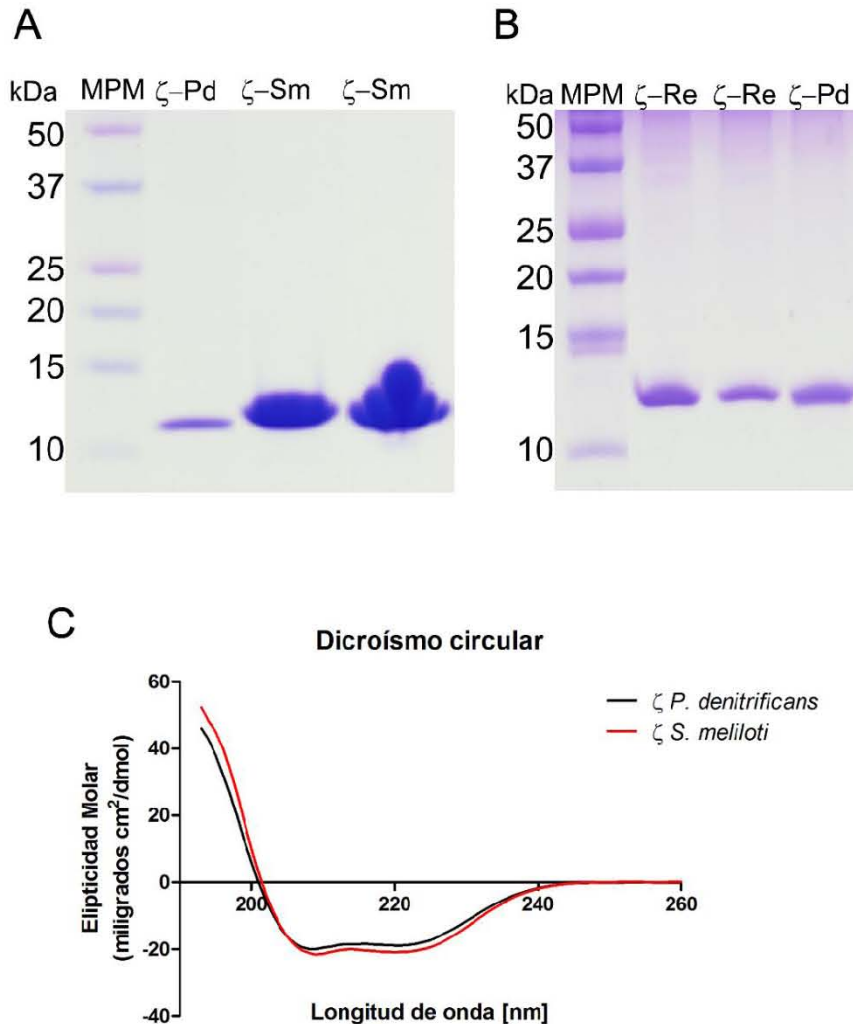 A
kDa MPM ζ–Pd ζ–Sm ζ–Sm
50
37
25
20
15
10
B
kDa MPM ζ–Re ζ–Re ζ–Pd
50
37
25
20
15
10
C
Dicroísmo circular
Elipticidad Molar
(miligrados cm²/dmol)
60
40
20
0
-20
-40
200
220
240
260
Longitud de onda [nm]
ζ P. denitrificans
ζ S. meliloti